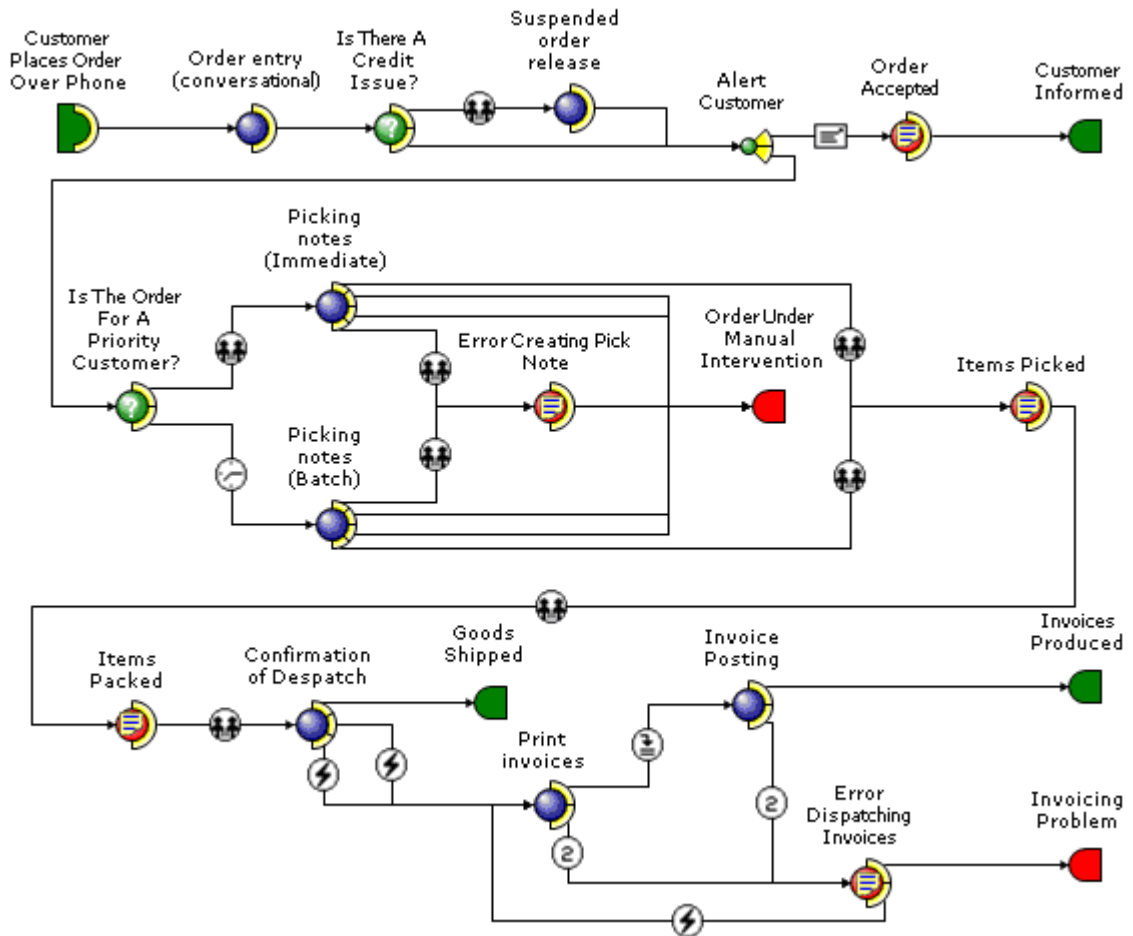 Customer
Places Order
Over Phone
Order entry
(conversational)
Is There A
Credit
Issue?
Suspended
order
release
Alert
Customer
Order
Accepted
Customer
Informed
?
Is The Order
For A
Priority
Customer?
?
Picking
notes
(Immediate)
Picking
notes
(Batch)
Error Creating Pick
Note
Order Under
Manual
Intervention
Items Picked
Items
Packed
Confirmation
of Despatch
Goods
Shipped
Print
invoices
2
Invoice
Posting
2
Error
Dispatching
Invoices
Invoices
Produced
Invoicing
Problem